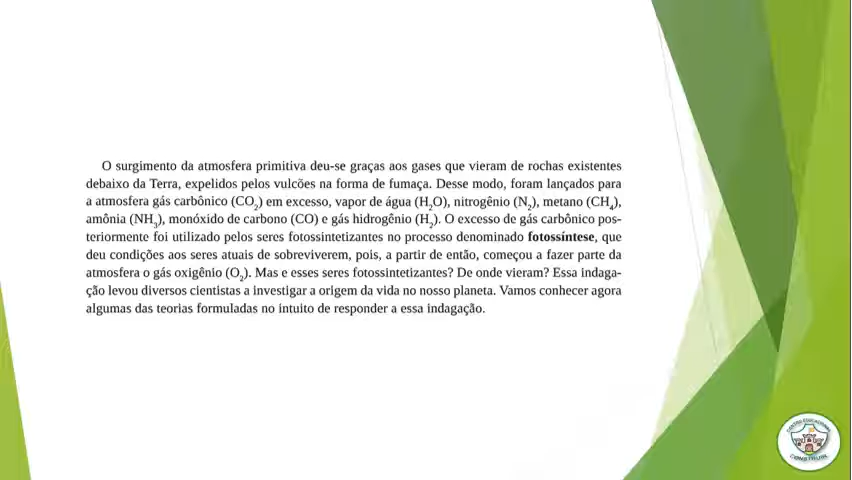 O surgimento da atmosfera primitiva deu-se graças aos gases que vieram de rochas existentes
debaixo da Terra, expelidos pelos vulcões na forma de fumaça. Desse modo, foram lançados para
a atmosfera gás carbônico (CO₂) em excesso, vapor de água (H₂O), nitrogênio (N₂), metano (CH₄),
amônia (NH₃), monóxido de carbono (CO) e gás hidrogênio (H₂). O excesso de gás carbônico pos-
teriormente foi utilizado pelos seres fotossintetizantes no processo denominado fotossíntese, que
deu condições aos seres atuais de sobreviverem, pois, a partir de então, começou a fazer parte da
atmosfera o gás oxigênio (O₂). Mas e esses seres fotossintetizantes? De onde vieram? Essa indaga-
ção levou diversos cientistas a investigar a origem da vida no nosso planeta. Vamos conhecer agora
algumas das teorias formuladas no intuito de responder a essa indagação.
CENTRO EDUCACIONAL
CONSTRUIR